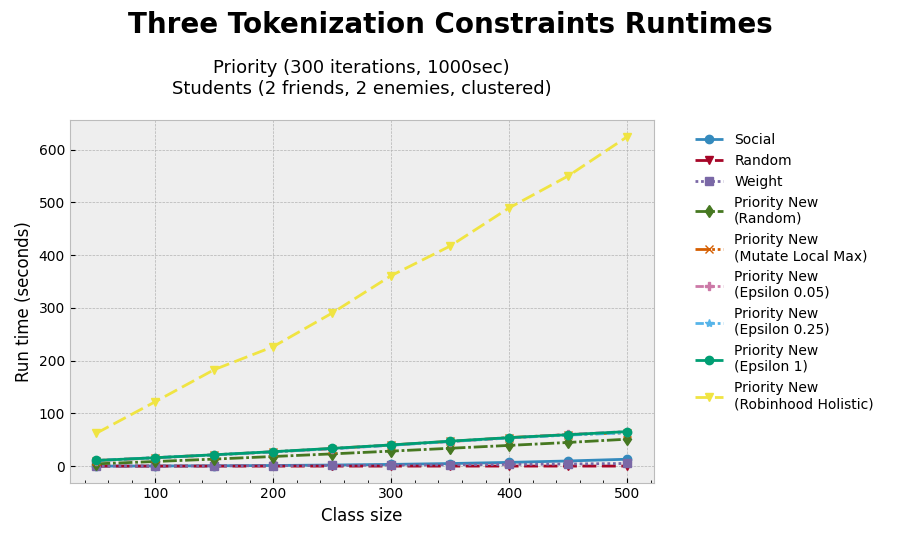 Three Tokenization Constraints Runtimes
Priority (300 iterations, 1000sec)
Students (2 friends, 2 enemies, clustered)
Run time (seconds)
600
500
400
300
200
100
0
100
200
300
400
500
Class size
Social
Random
Weight
Priority New
(Random)
Priority New
(Mutate Local Max)
Priority New
(Epsilon 0.05)
Priority New
(Epsilon 0.25)
Priority New
(Epsilon 1)
Priority New
(Robinhood Holistic)